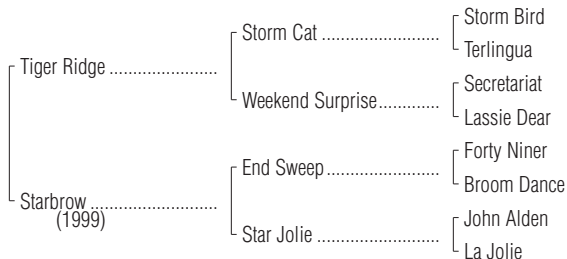 Storm Bird
Storm Cat ........................
Terlingua
Tiger Ridge ......................
Secretariat
Weekend Surprise.............
Lassie Dear
Forty Niner
End Sweep.......................
Broom Dance
Starbrow ..........................
(1999)
John Alden
Star Jolie .........................
La Jolie